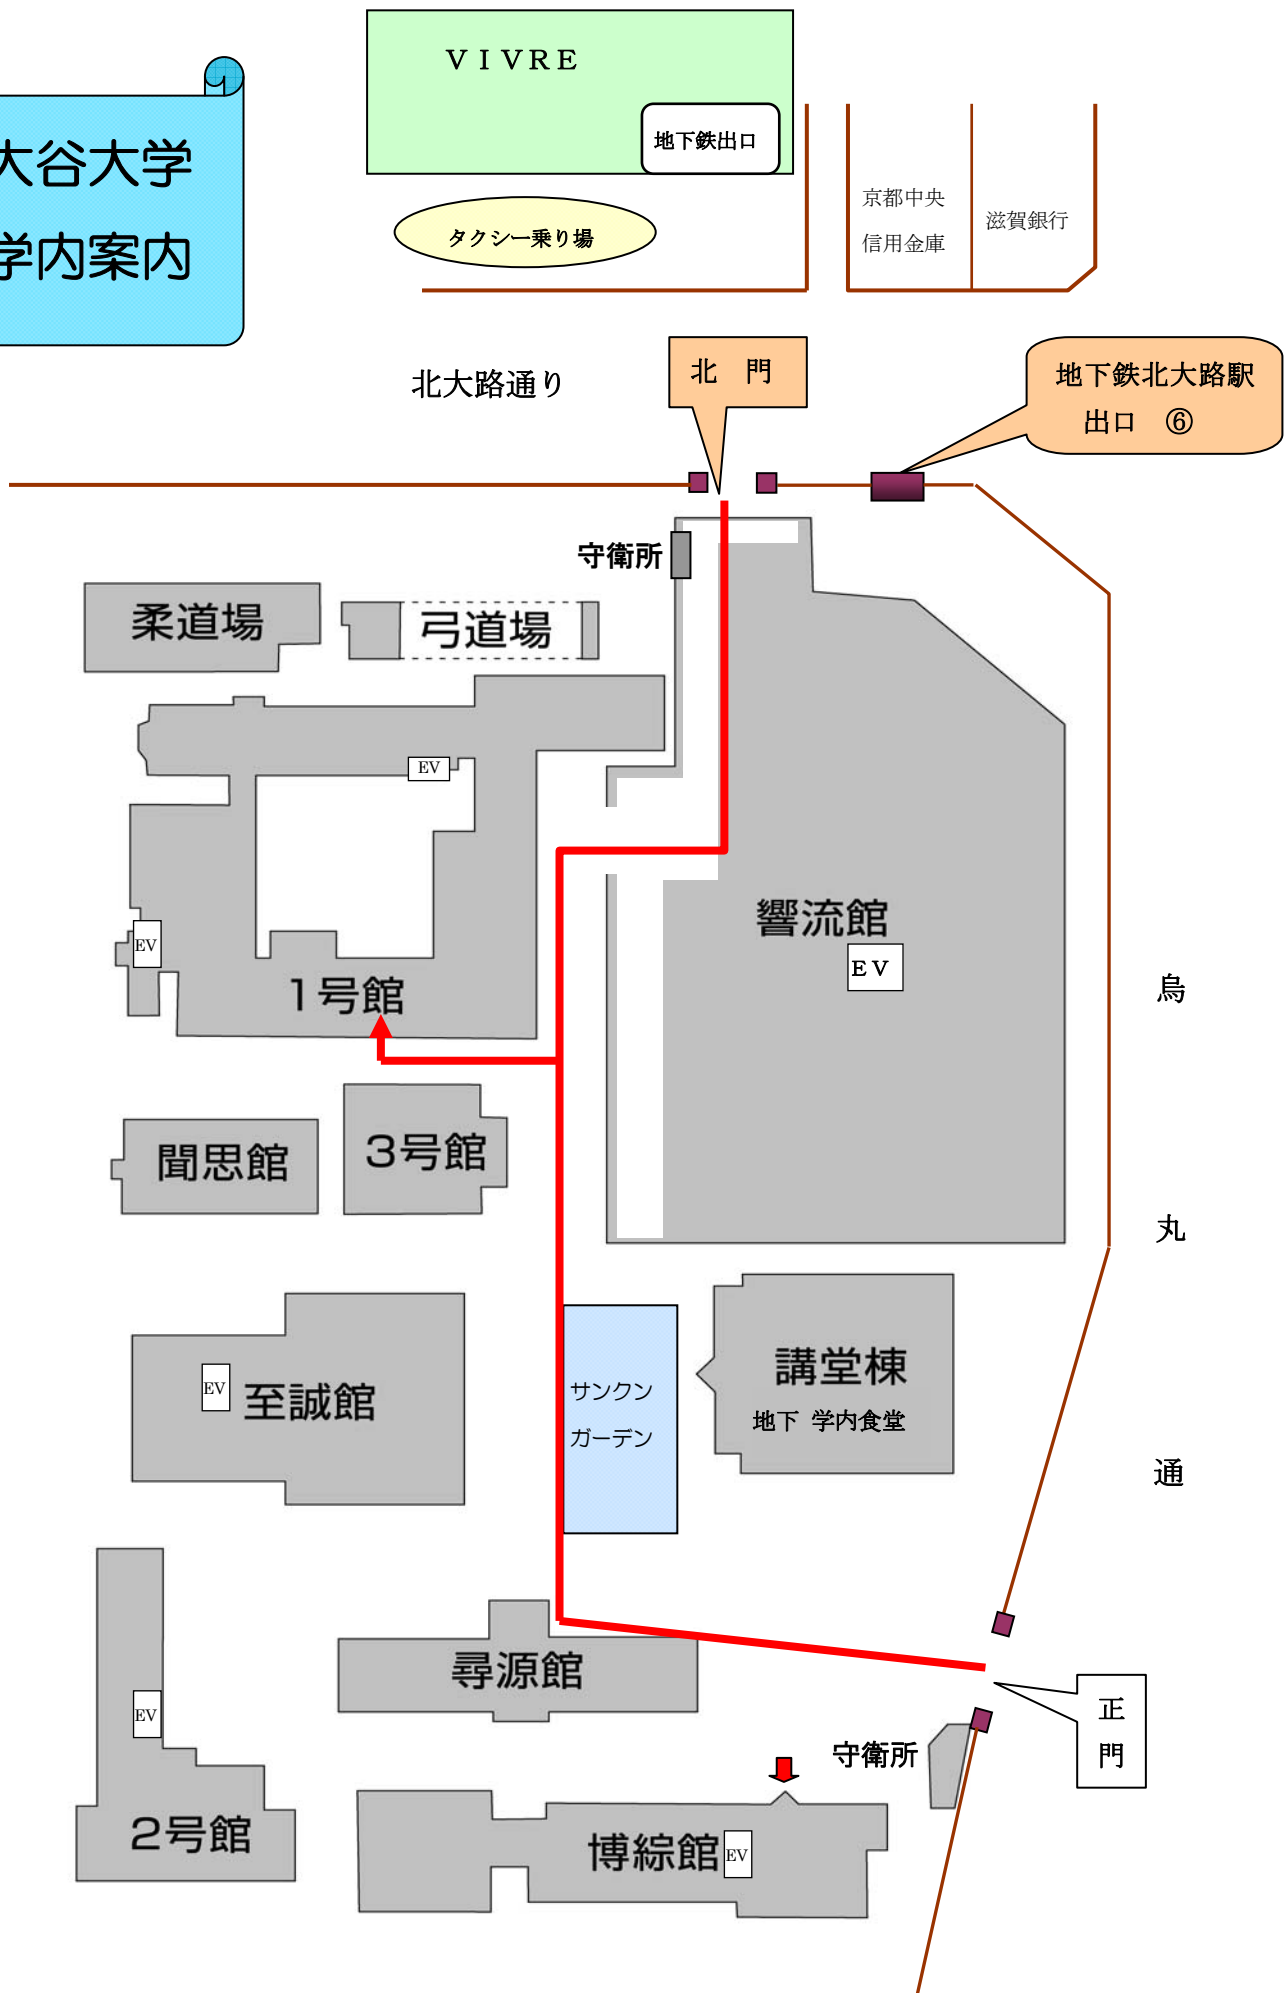 大谷大学
学内案内
ＶＩＶＲＥ
地下鉄出口
タクシー乗り場
京都中央
信用金庫
滋賀銀行
北大路通り
北　門
地下鉄北大路駅
出口　⑥
守衛所
柔道場
弓道場
EV
EV
1号館
響流館
EV
烏
丸
通
聞思館
3号館
EV
至誠館
サンクン
ガーデン
講堂棟
地下 学内食堂
尋源館
EV
2号館
正
門
守衛所
博綜館
EV